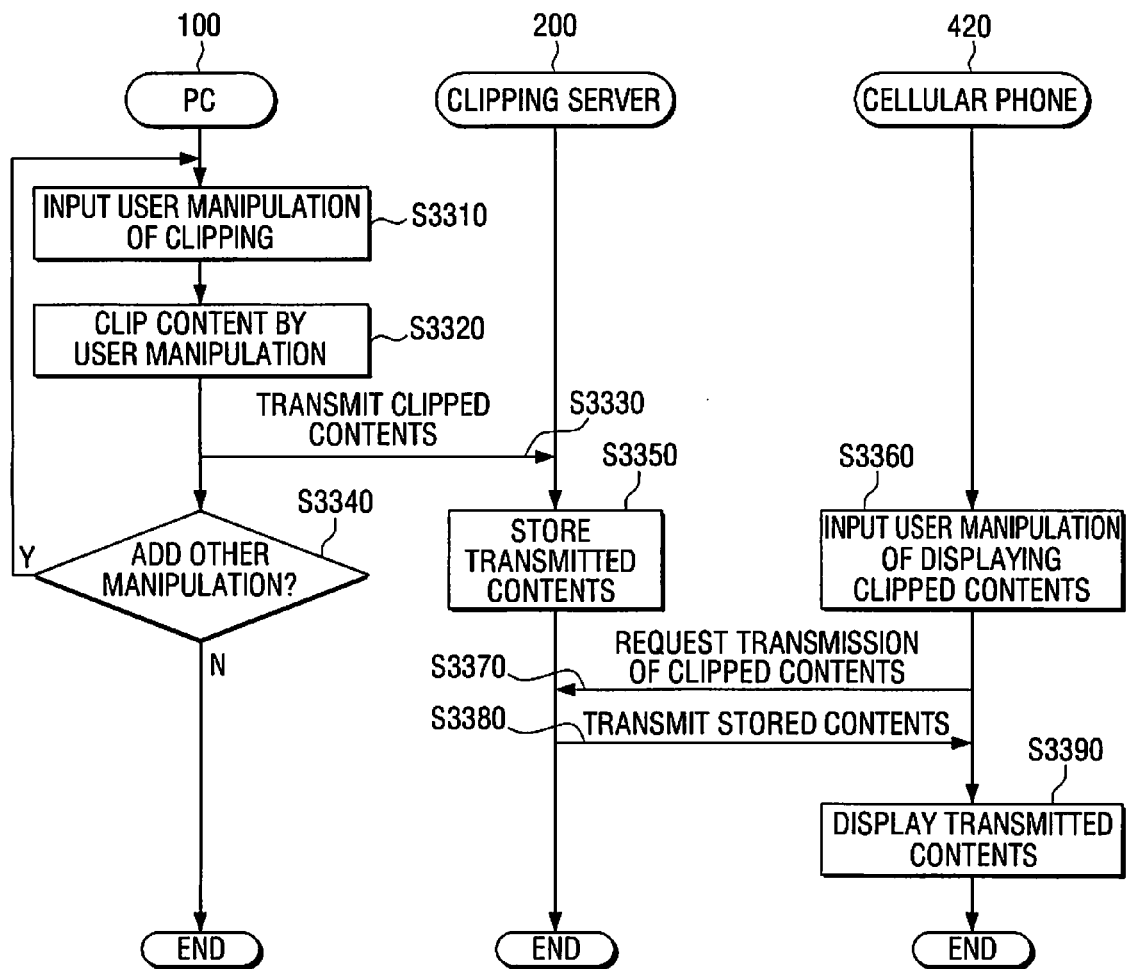 100
200
420
PC
CLIPPING SERVER
CELLULAR PHONE
INPUT USER MANIPULATION
OF CLIPPING
S3310
CLIP CONTENT BY
USER MANIPULATION
S3320
TRANSMIT CLIPPED
CONTENTS
S3330
S3340
ADD OTHER
MANIPULATION?
Y
N
S3350
STORE
TRANSMITTED
CONTENTS
S3360
INPUT USER MANIPULATION
OF DISPLAYING
CLIPPED CONTENTS
REQUEST TRANSMISSION
OF CLIPPED CONTENTS
S3370
S3380
TRANSMIT STORED CONTENTS
S3390
DISPLAY TRANSMITTED
CONTENTS
END
END
END